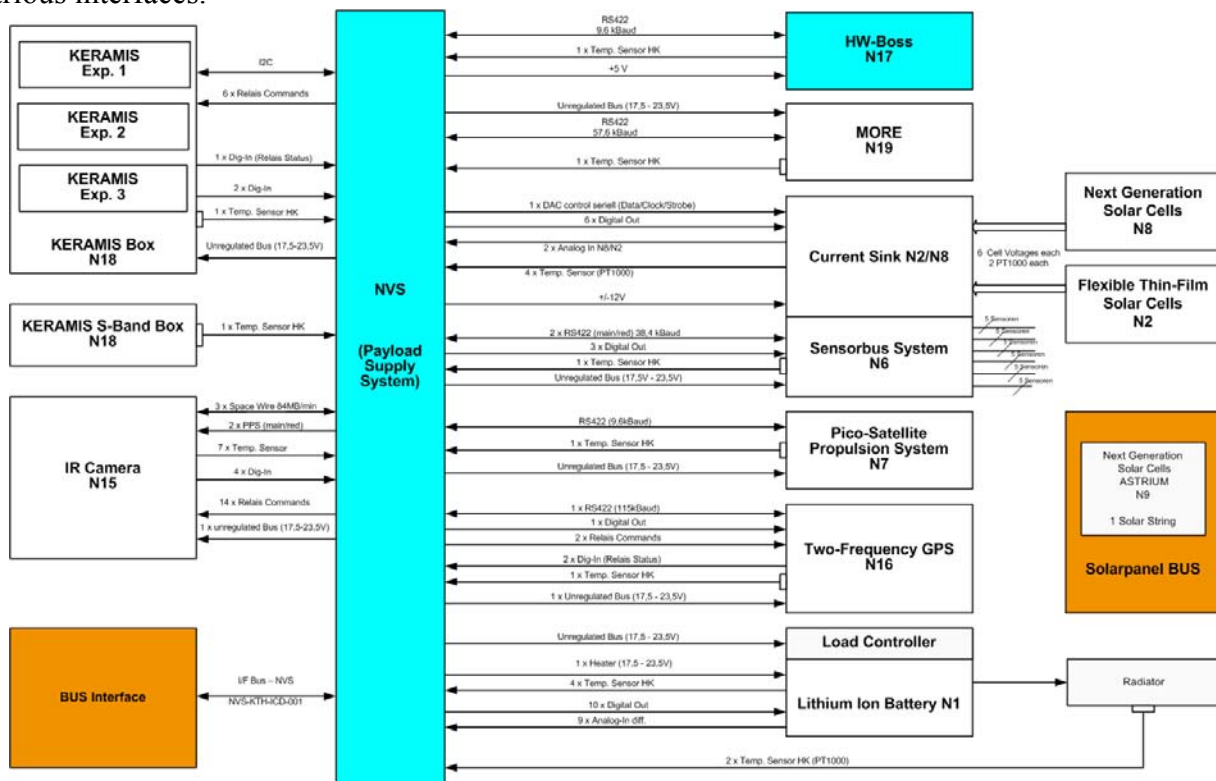 rious interfaces.
KERAMIS
Exp. 1
KERAMIS
Exp. 2
KERAMIS
Exp. 3
KERAMIS Box
N18
I2C
6 x Relais Commands
1 x Dig-In (Relais Status)
2 x Dig-In
1 x Temp. Sensor HK
Unregulated Bus (17,5-23,5V)
KERAMIS S-Band Box
N18
1 x Temp. Sensor HK
IR Camera
N15
3 x Space Wire 84MB/min
2 x PPS (main/red)
7 x Temp. Sensor
4 x Dig-In
14 x Relais Commands
1 x unregulated Bus (17,5-23,5V)
BUS Interface
I/F Bus – NVS
NVS-KTH-ICD-001
NVS
(Payload
Supply
System)
RS422
9,6 kBaud
1 x Temp. Sensor HK
+5 V
HW-Boss
N17
Unregulated Bus (17,5 - 23,5V)
RS422
57,6 kBaud
1 x Temp. Sensor HK
MORE
N19
1 x DAC control seriell (Data/Clock/Strobe)
6 x Digital Out
2 x Analog In N8/N2
4 x Temp. Sensor (PT1000)
+/-12V
Current Sink N2/N8
6 Cell Voltages each
2 PT1000 each
Next Generation
Solar Cells
N8
Flexible Thin-Film
Solar Cells
N2
2 x RS422 (main/red) 38,4 kBaud
3 x Digital Out
1 x Temp. Sensor HK
Unregulated Bus (17,5V - 23,5V)
Sensorbus System
N6
5 Sensoren
5 Sensoren
5 Sensoren
5 Sensoren
5 Sensoren
5 Sensoren
RS422 (9,6kBaud)
1 x Temp. Sensor HK
Unregulated Bus (17,5 - 23,5V)
Pico-Satellite
Propulsion System
N7
Next Generation
Solar Cells
ASTRIUM
N9
1 Solar String
Solarpanel BUS
1 x RS422 (115kBaud)
1 x Digital Out
2 x Relais Commands
2 x Dig-In (Relais Status)
1 x Temp. Sensor HK
1 x Unregulated Bus (17,5 - 23,5V)
Two-Frequency GPS
N16
Unregulated Bus (17,5 - 23,5V)
1 x Heater (17,5 - 23,5V)
4 x Temp. Sensor HK
10 x Digital Out
9 x Analog-In diff.
Load Controller
Lithium Ion Battery N1
Radiator
2 x Temp. Sensor HK (PT1000)